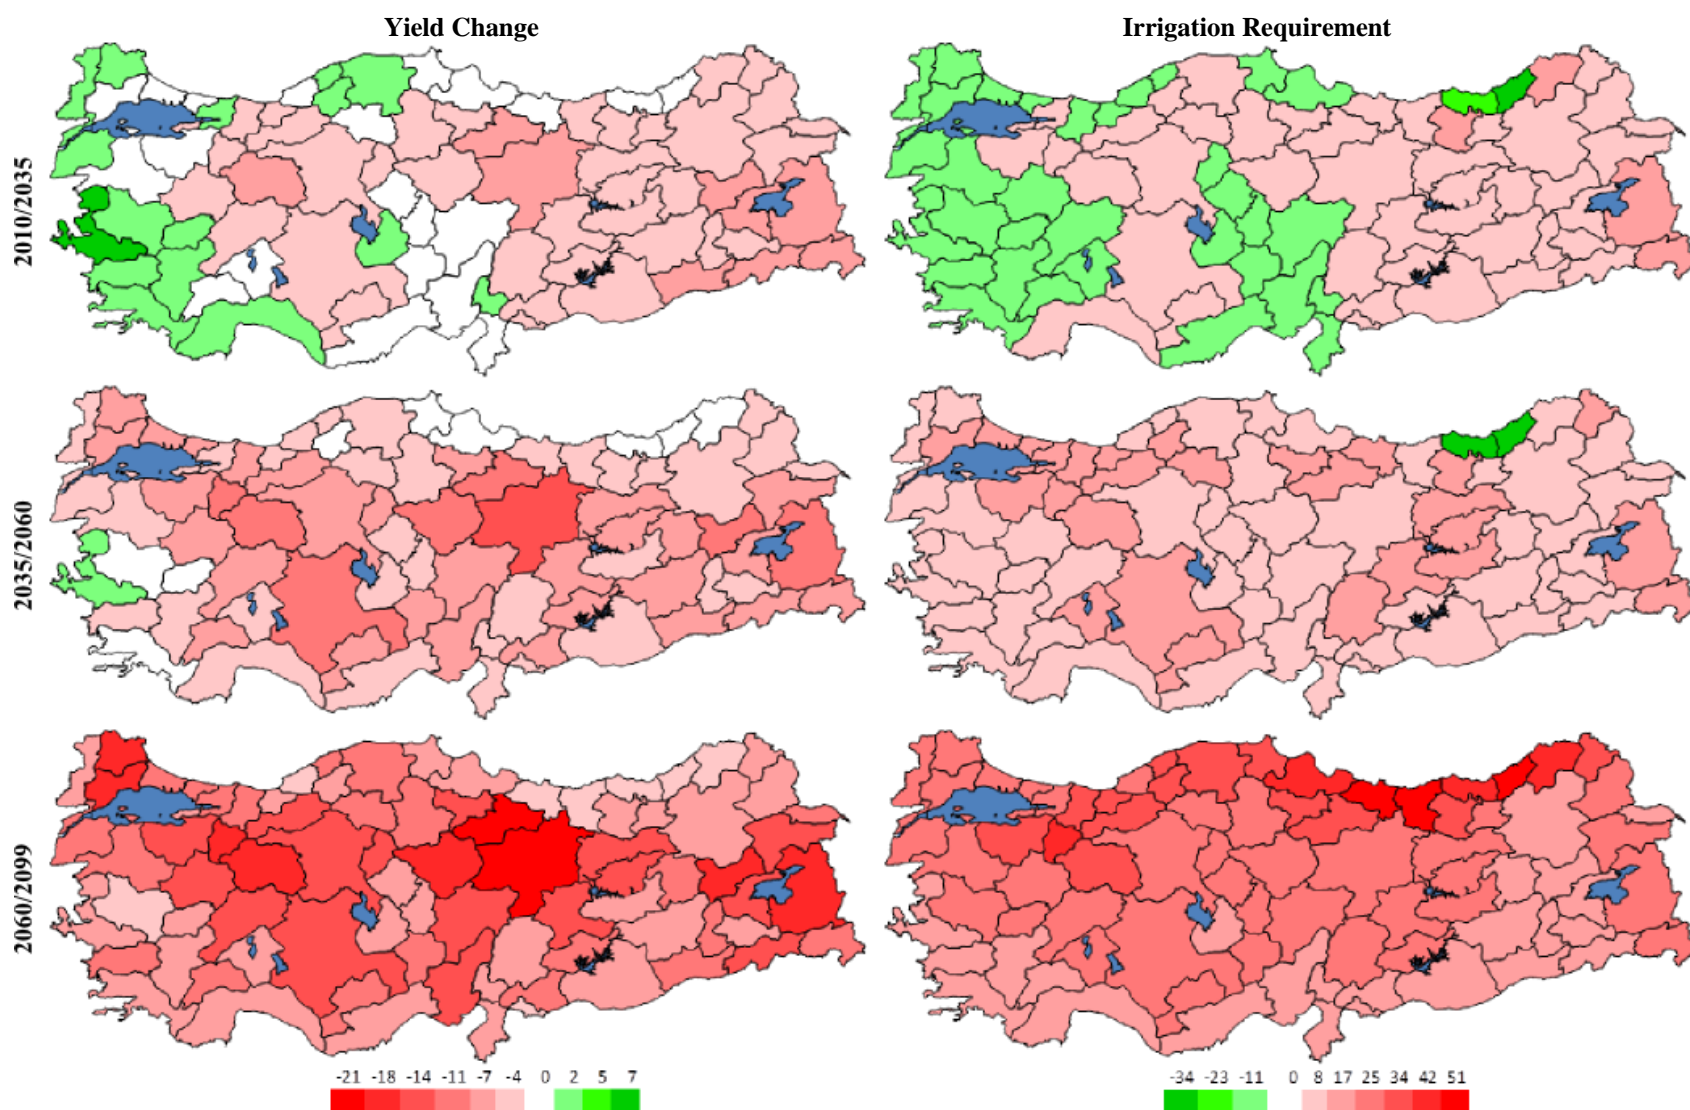 Yield Change
Irrigation Requirement
2010/2035
2035/2060
2060/2099
-21 -18 -14 -11 -7 -4 0 2 5 7
-34 -23 -11 0 8 17 25 34 42 51